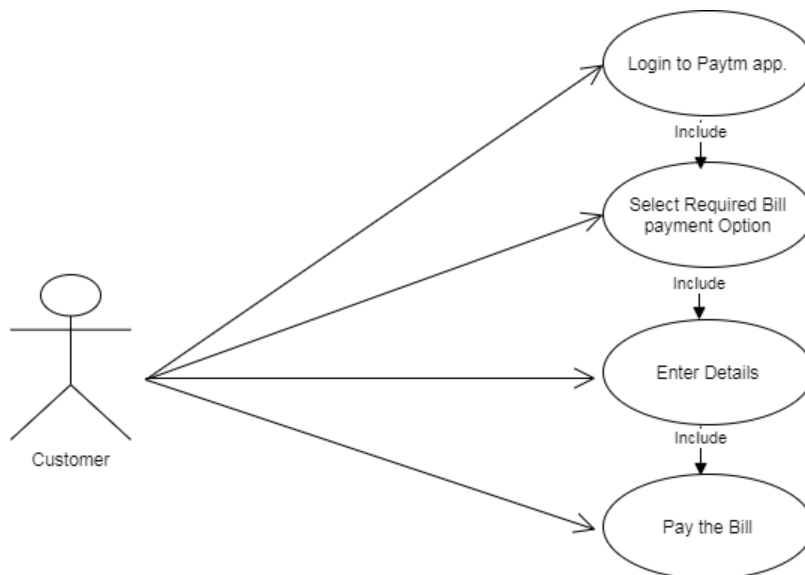 Login to Paytm app.
Include
Select Required Bill
payment Option
Include
Enter Details
Include
Customer
Pay the Bill